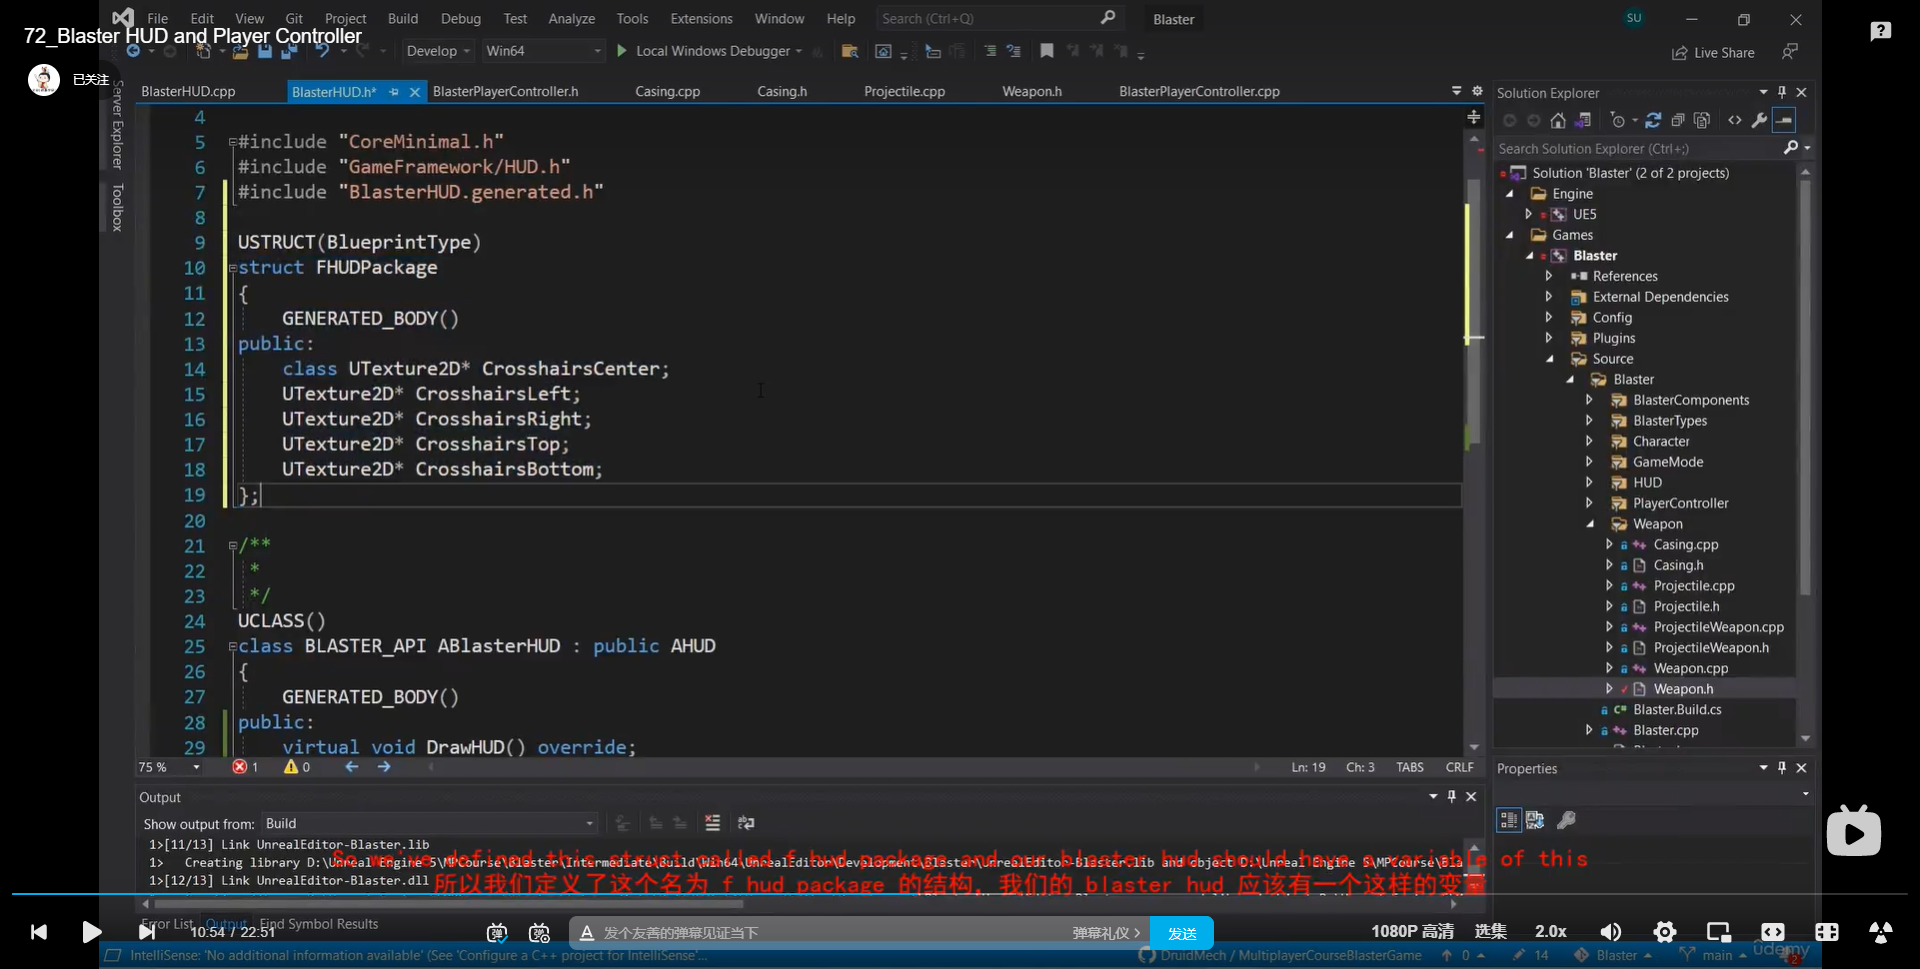 File Edit View Git Project Build Debug Test Analyze Tools Extensions Window Help Search (Ctrl+Q) Blaster SU
72_Blaster HUD and Player Controller
Develop Win64 Local Windows Debugger Live Share
已关注
BlasterHUD.cpp BlasterHUD.h* BlasterPlayerController.h Casing.cpp Casing.h Projectile.cpp Weapon.h BlasterPlayerController.cpp
Server Explorer
Toolbox
4
5 #include "CoreMinimal.h"
6 #include "GameFramework/HUD.h"
7 #include "BlasterHUD.generated.h"
8
9 USTRUCT(BlueprintType)
10 struct FHUDPackage
11 {
12 GENERATED_BODY()
13 public:
14 class UTexture2D* CrosshairsCenter;
15 UTexture2D* CrosshairsLeft;
16 UTexture2D* CrosshairsRight;
17 UTexture2D* CrosshairsTop;
18 UTexture2D* CrosshairsBottom;
19 };
20
21 /**
22 *
23 */
24 UCLASS()
25 class BLASTER_API ABlasterHUD : public AHUD
26 {
27 GENERATED_BODY()
28 public:
29 virtual void DrawHUD() override;
75 % 1 0 Ln: 19 Ch: 3 TABS CRLF
Solution Explorer
Search Solution Explorer (Ctrl+;)
Solution 'Blaster' (2 of 2 projects)
Engine
UE5
Games
Blaster
References
External Dependencies
Config
Plugins
Source
Blaster
BlasterComponents
BlasterTypes
Character
GameMode
HUD
PlayerController
Weapon
Casing.cpp
Casing.h
Projectile.cpp
Projectile.h
ProjectileWeapon.cpp
ProjectileWeapon.h
Weapon.cpp
Weapon.h
Blaster.Build.cs
Blaster.cpp
Properties
Output
Show output from: Build
1>[11/13] Link UnrealEditor-Blaster.lib
1> Creating library D:\Unreal Engine 5\MPCourse\Blaster\Intermediate\Build\Win64\UnrealEditor\Development\Blaster\UnrealEditor-Blaster.lib and object D:\Unreal Engine 5\MPCourse\Bla
1>[12/13] Link UnrealEditor-Blaster.dll
So we've defined this struct called f hud package and our blaster hud should have a variable of this
所以我们定义了这个名为 f hud package 的结构，我们的 blaster hud 应该有一个这样的变量
Error List Output Find Symbol Results
10:54 / 22:51 发个友善的弹幕见证当下 弹幕礼仪 > 发送 1080P 高清 选集 2.0x
IntelliSense: 'No additional information available' (See 'Configure a C++ project for IntelliSense'... DruidMech / MultiplayerCourseBlasterGame 0 14 Blaster main 2
udemy